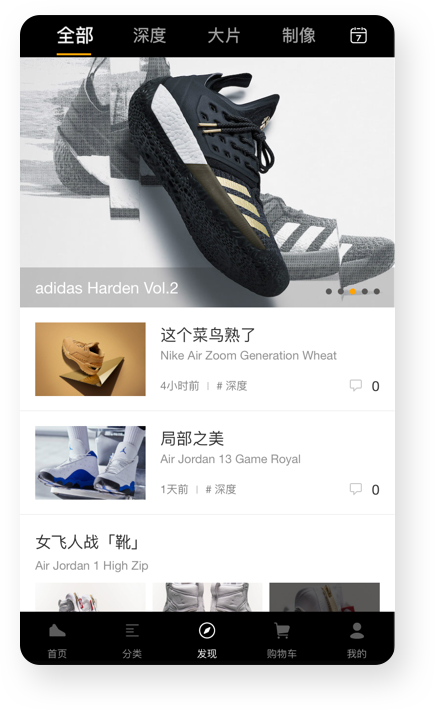 全部 深度 大片 制像 7
adidas Harden Vol.2
这个菜鸟熟了
Nike Air Zoom Generation Wheat
4小时前 | # 深度 0
局部之美
Air Jordan 13 Game Royal
1天前 | # 深度 0
女飞人战「靴」
Air Jordan 1 High Zip
首页 分类 发现 购物车 我的